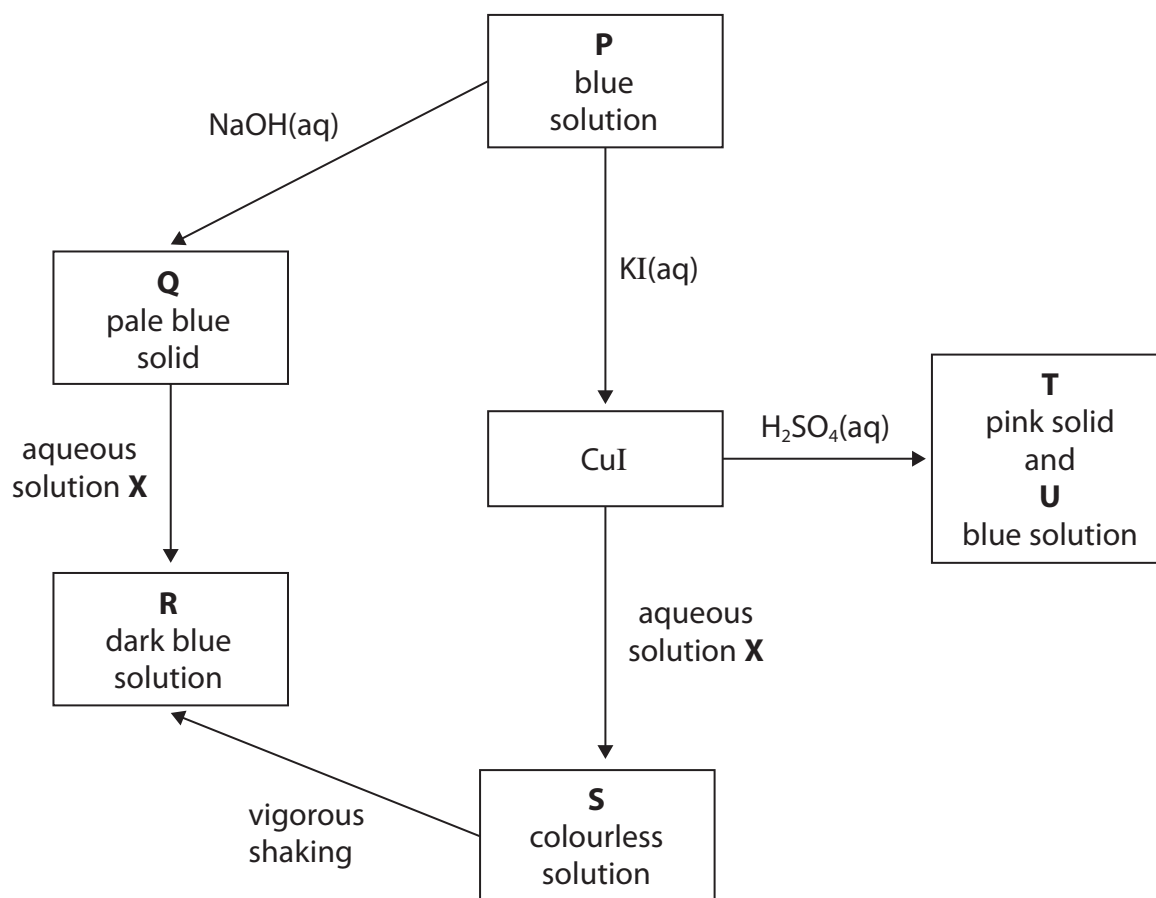 P
blue
solution
NaOH(aq)
Q
pale blue
solid
KI(aq)
T
pink solid
and
U
blue solution
H₂SO₄(aq)
CuI
aqueous
solution X
R
dark blue
solution
aqueous
solution X
vigorous
shaking
S
colourless
solution